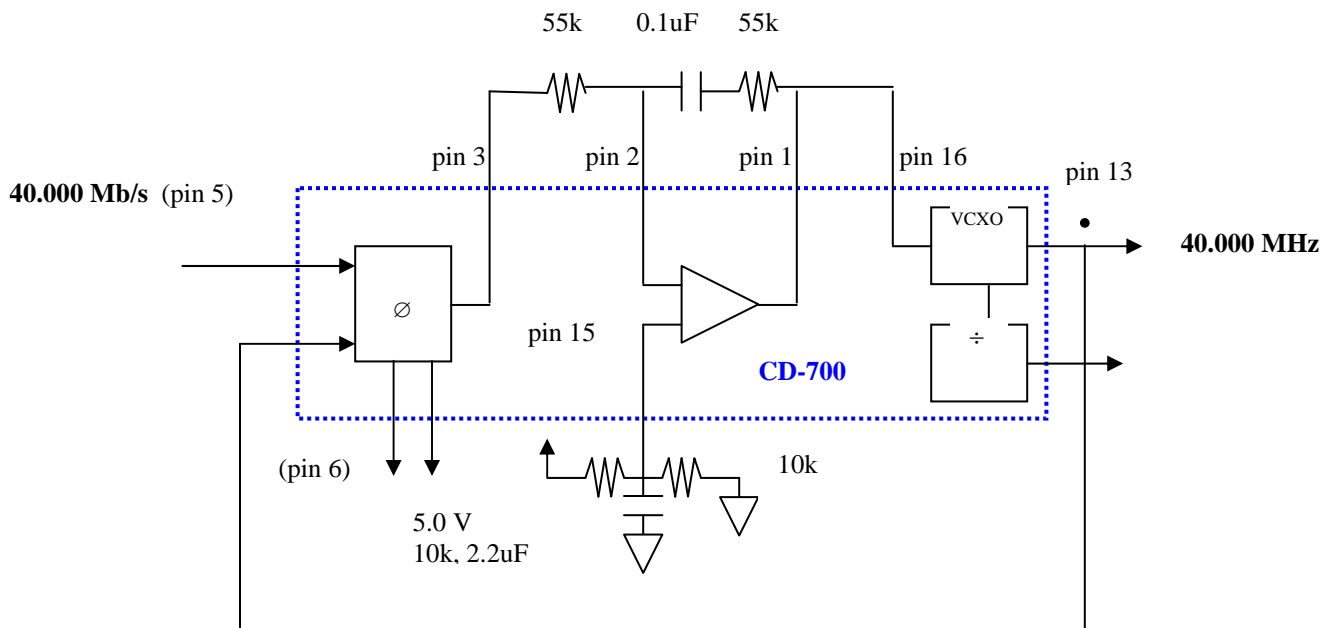 55k
0.1uF
55k
pin 3
pin 2
pin 1
pin 16
pin 13
40.000 Mb/s (pin 5)
VCXO
40.000 MHz
∅
pin 15
÷
CD-700
(pin 6)
10k
5.0 V
10k, 2.2uF